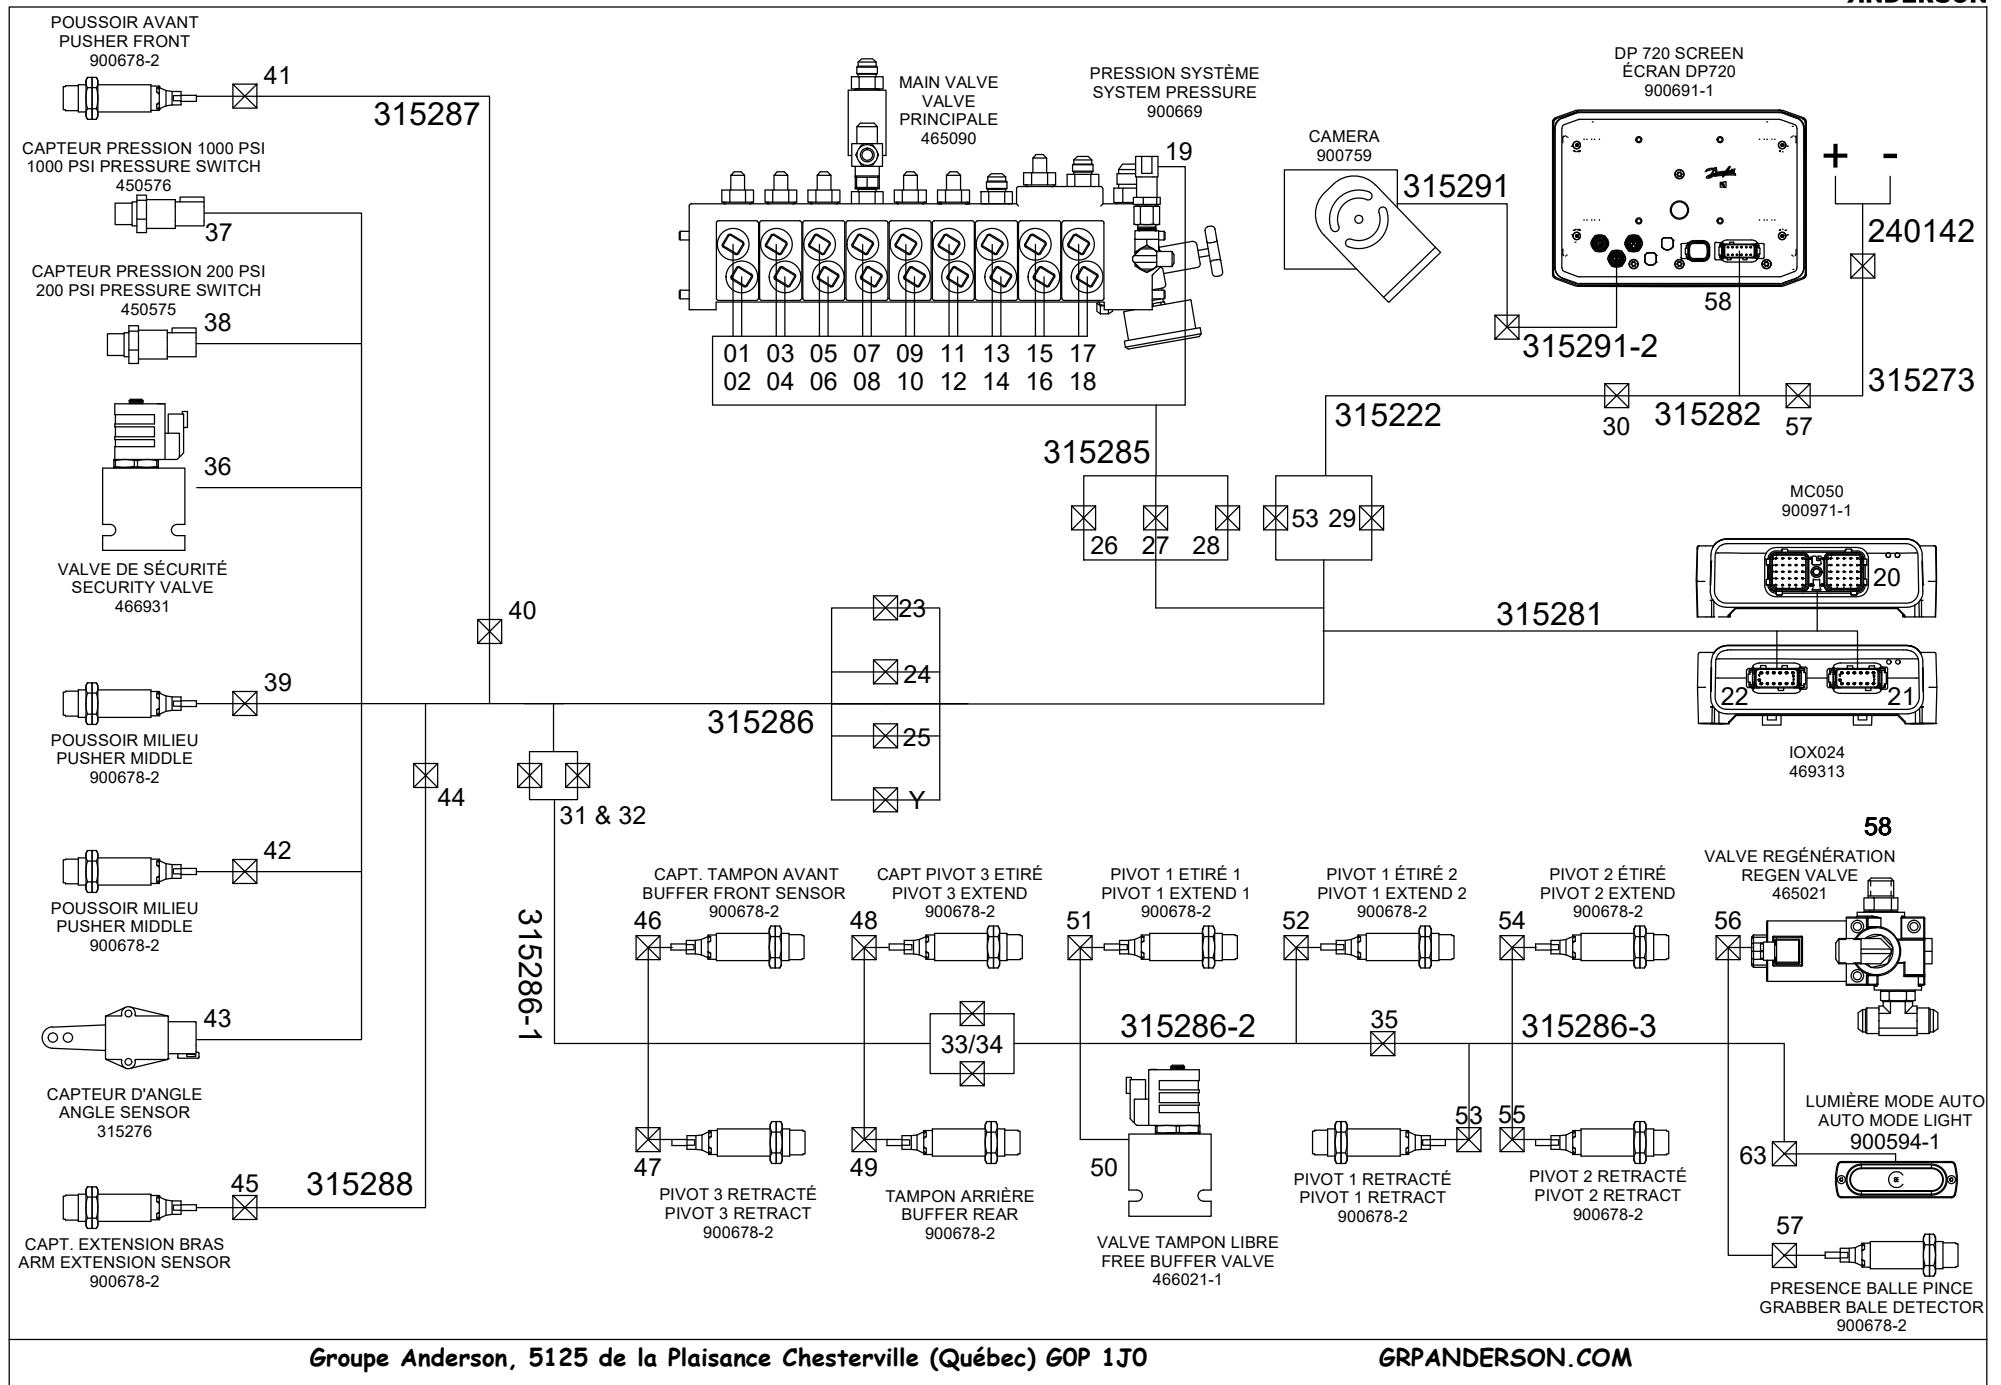 ANDERSON
POUSSOIR AVANT
PUSHER FRONT
900678-2
41
315287
CAPTEUR PRESSION 1000 PSI
1000 PSI PRESSURE SWITCH
450576
37
CAPTEUR PRESSION 200 PSI
200 PSI PRESSURE SWITCH
450575
38
36
VALVE DE SÉCURITÉ
SECURITY VALVE
466931
40
39
POUSSOIR MILIEU
PUSHER MIDDLE
900678-2
44
42
POUSSOIR MILIEU
PUSHER MIDDLE
900678-2
43
CAPTEUR D'ANGLE
ANGLE SENSOR
315276
45
315288
CAPT. EXTENSION BRAS
ARM EXTENSION SENSOR
900678-2
MAIN VALVE
VALVE
PRINCIPALE
465090
PRESSION SYSTÈME
SYSTEM PRESSURE
900669
19
01 03 05 07 09 11 13 15 17
02 04 06 08 10 12 14 16 18
315285
26 27 28
53 29
CAMERA
900759
315291
315291-2
DP 720 SCREEN
ÉCRAN DP720
900691-1
Danfoss
58
+ -
240142
315273
315222
30
315282
57
MC050
900971-1
20
315281
22
21
IOX024
469313
23
24
315286
25
Y
31 & 32
315286-1
CAPT. TAMPON AVANT
BUFFER FRONT SENSOR
900678-2
46
47
PIVOT 3 RETRACTÉ
PIVOT 3 RETRACT
900678-2
CAPT PIVOT 3 ETIRÉ
PIVOT 3 EXTEND
900678-2
48
33/34
49
TAMPON ARRIÈRE
BUFFER REAR
900678-2
PIVOT 1 ETIRÉ 1
PIVOT 1 EXTEND 1
900678-2
51
315286-2
50
VALVE TAMPON LIBRE
FREE BUFFER VALVE
466021-1
PIVOT 1 ÉTIRÉ 2
PIVOT 1 EXTEND 2
900678-2
52
35
53
PIVOT 1 RETRACTÉ
PIVOT 1 RETRACT
900678-2
PIVOT 2 ÉTIRÉ
PIVOT 2 EXTEND
900678-2
54
315286-3
55
PIVOT 2 RETRACTÉ
PIVOT 2 RETRACT
900678-2
58
VALVE REGÉNÉRATION
REGEN VALVE
465021
56
LUMIÈRE MODE AUTO
AUTO MODE LIGHT
900594-1
63
57
PRESENCE BALLE PINCE
GRABBER BALE DETECTOR
900678-2
Groupe Anderson, 5125 de la Plaisance Chesterville (Québec) G0P 1J0
GRPANDERSON.COM